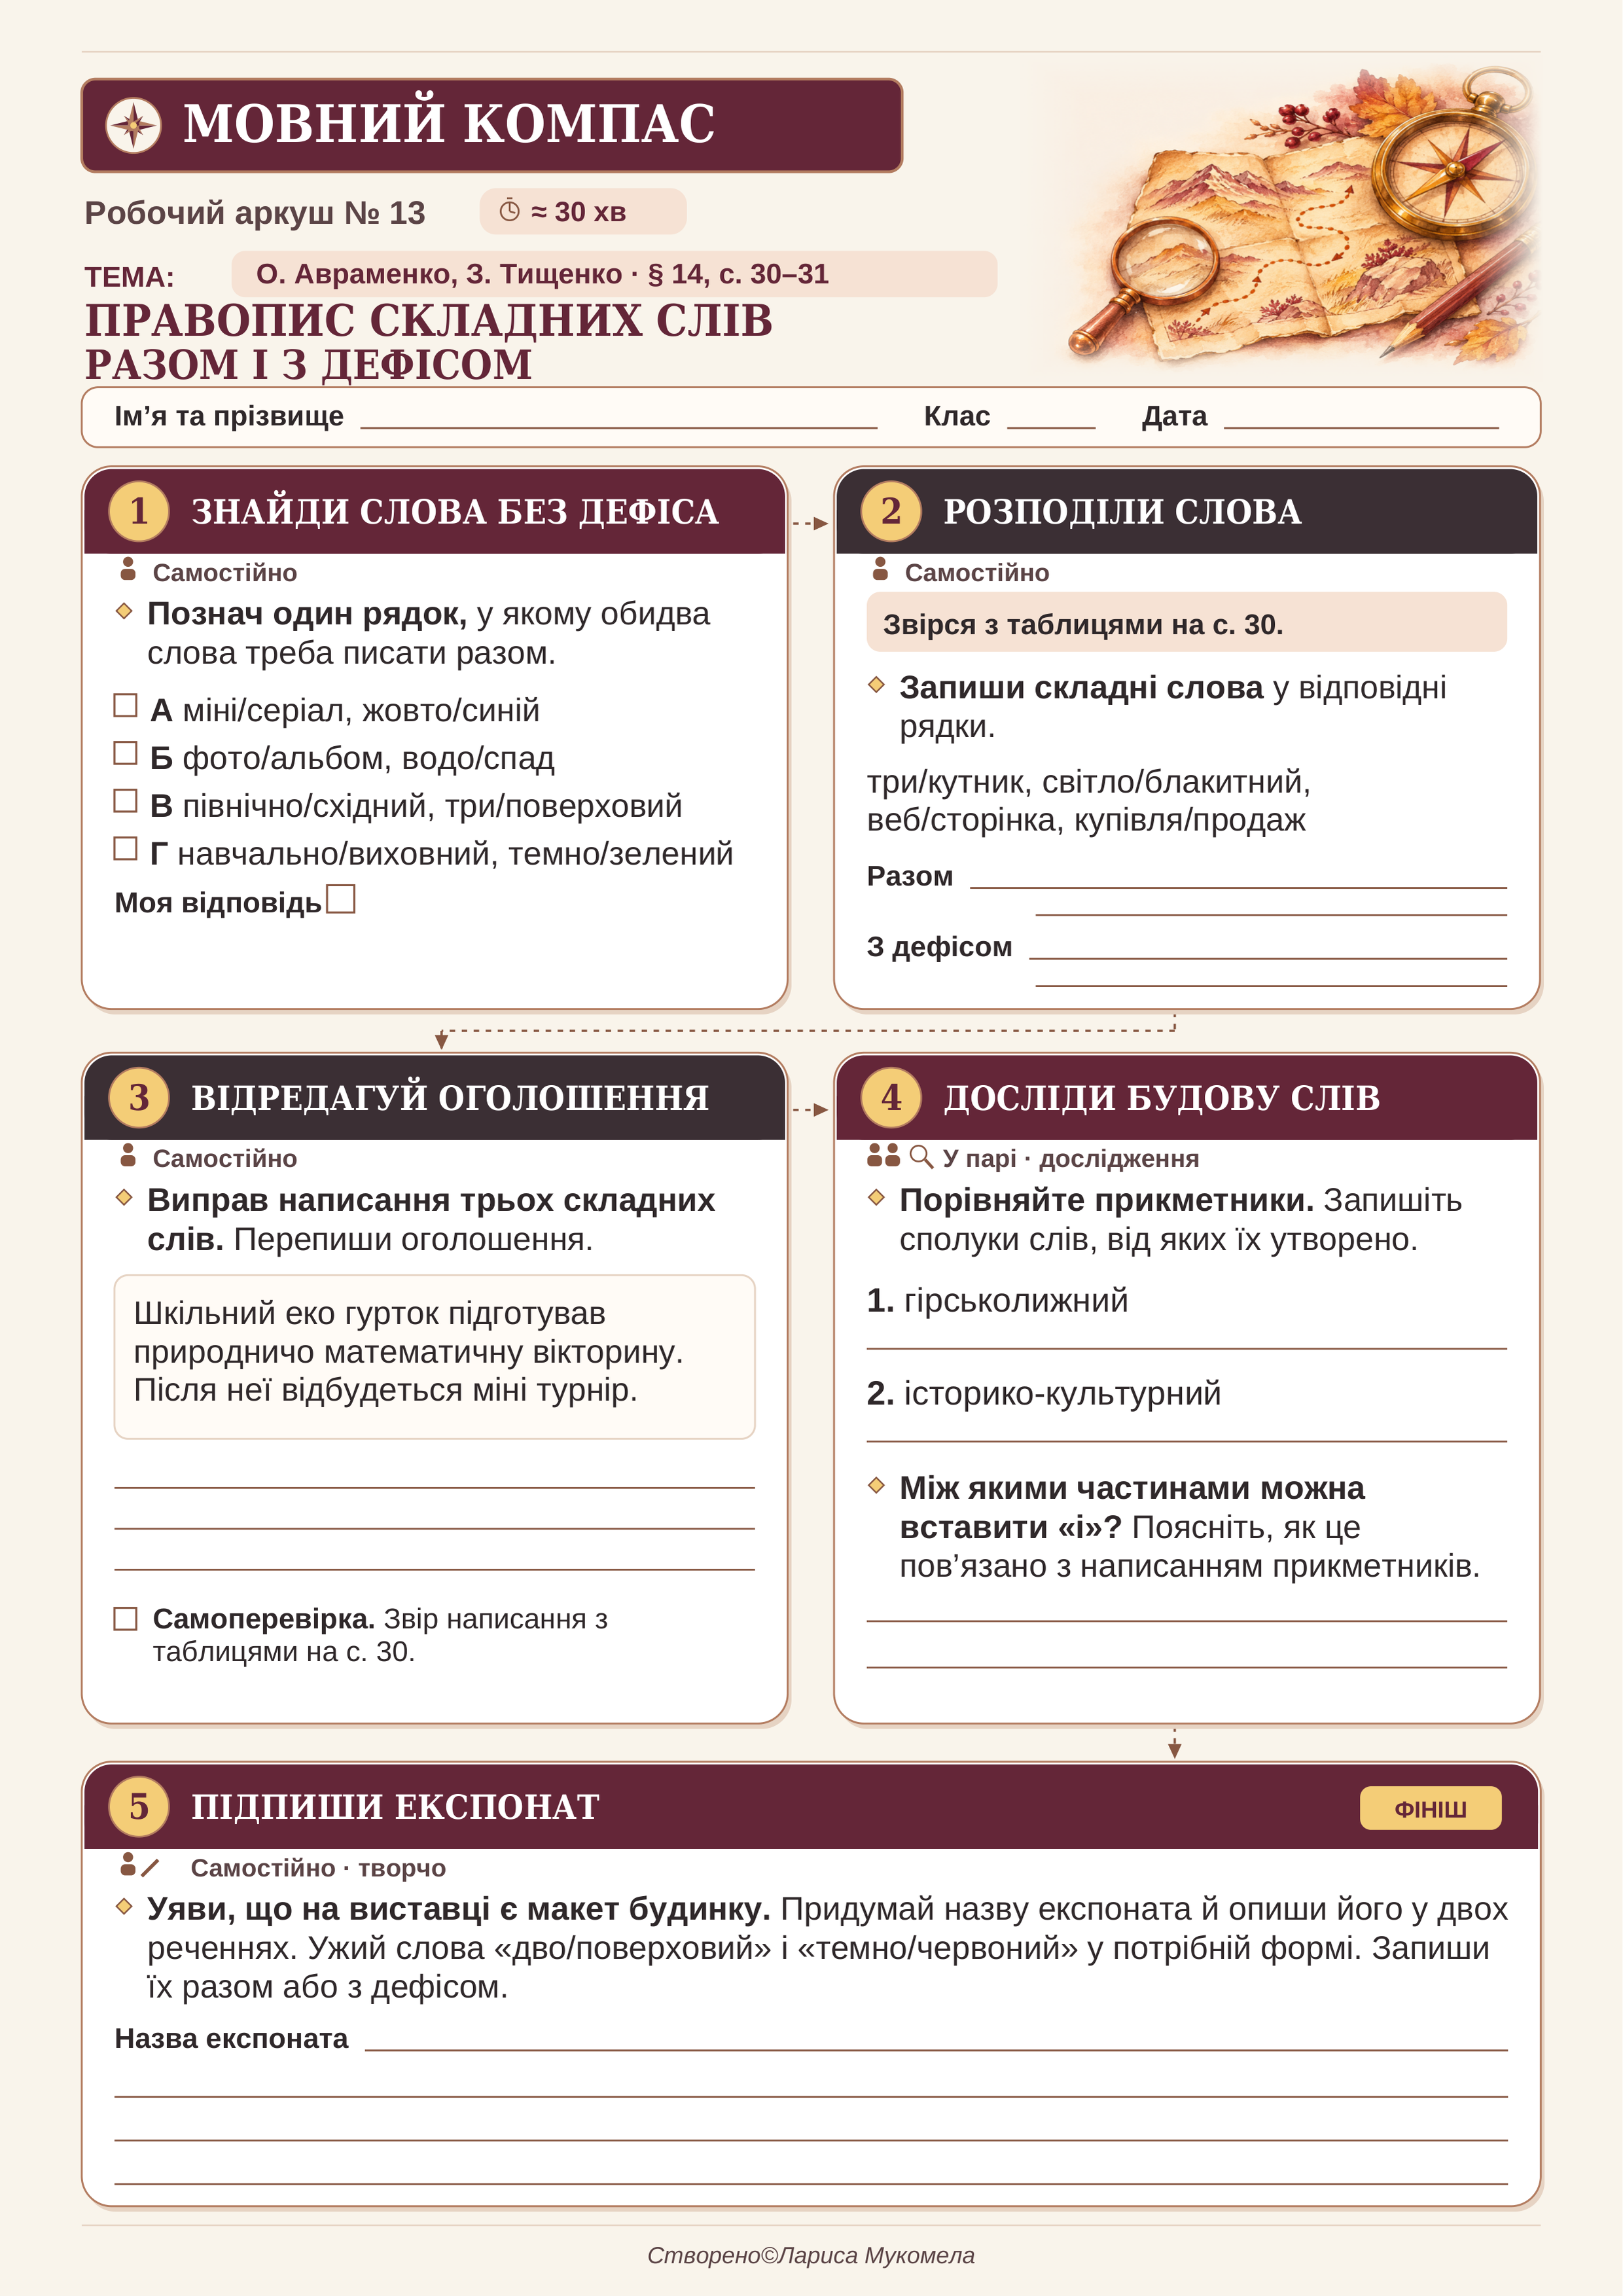 МОВНИЙ КОМПАС
Робочий аркуш № 13
≈ 30 хв
ТЕМА:
О. Авраменко, З. Тищенко · § 14, с. 30–31
ПРАВОПИС СКЛАДНИХ СЛІВ
РАЗОМ І З ДЕФІСОМ
Ім’я та прізвище Клас Дата
1 ЗНАЙДИ СЛОВА БЕЗ ДЕФІСА
Самостійно
Познач один рядок, у якому обидва
слова треба писати разом.
А міні/серіал, жовто/синій
Б фото/альбом, водо/спад
В північно/східний, три/поверховий
Г навчально/виховний, темно/зелений
Моя відповідь
2 РОЗПОДІЛИ СЛОВА
Самостійно
Звірся з таблицями на с. 30.
Запиши складні слова у відповідні
рядки.
три/кутник, світло/блакитний,
веб/сторінка, купівля/продаж
Разом
З дефісом
3 ВІДРЕДАГУЙ ОГОЛОШЕННЯ
Самостійно
Виправ написання трьох складних
слів. Перепиши оголошення.
Шкільний еко гурток підготував
природничо математичну вікторину.
Після неї відбудеться міні турнір.
Самоперевірка. Звір написання з
таблицями на с. 30.
4 ДОСЛІДИ БУДОВУ СЛІВ
У парі · дослідження
Порівняйте прикметники. Запишіть
сполуки слів, від яких їх утворено.
1. гірськолижний
2. історико-культурний
Між якими частинами можна
вставити «і»? Поясніть, як це
пов’язано з написанням прикметників.
5 ПІДПИШИ ЕКСПОНАТ
ФІНІШ
Самостійно · творчо
Уяви, що на виставці є макет будинку. Придумай назву експоната й опиши його у двох
реченнях. Ужий слова «дво/поверховий» і «темно/червоний» у потрібній формі. Запиши
їх разом або з дефісом.
Назва експоната
Створено©Лариса Мукомела